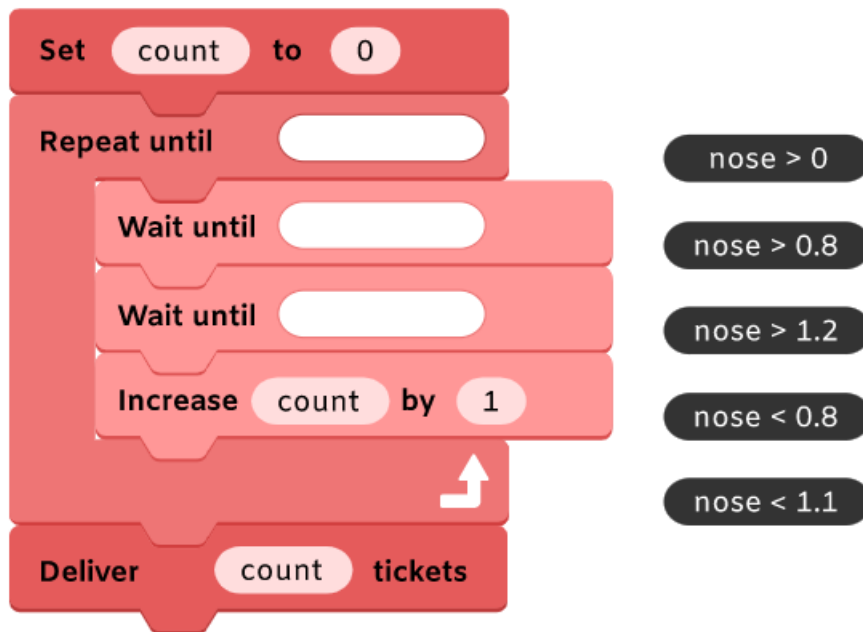 Set count to 0
Repeat until
nose > 0
Wait until
nose > 0.8
Wait until
nose > 1.2
Increase count by 1
nose < 0.8
nose < 1.1
Deliver count tickets